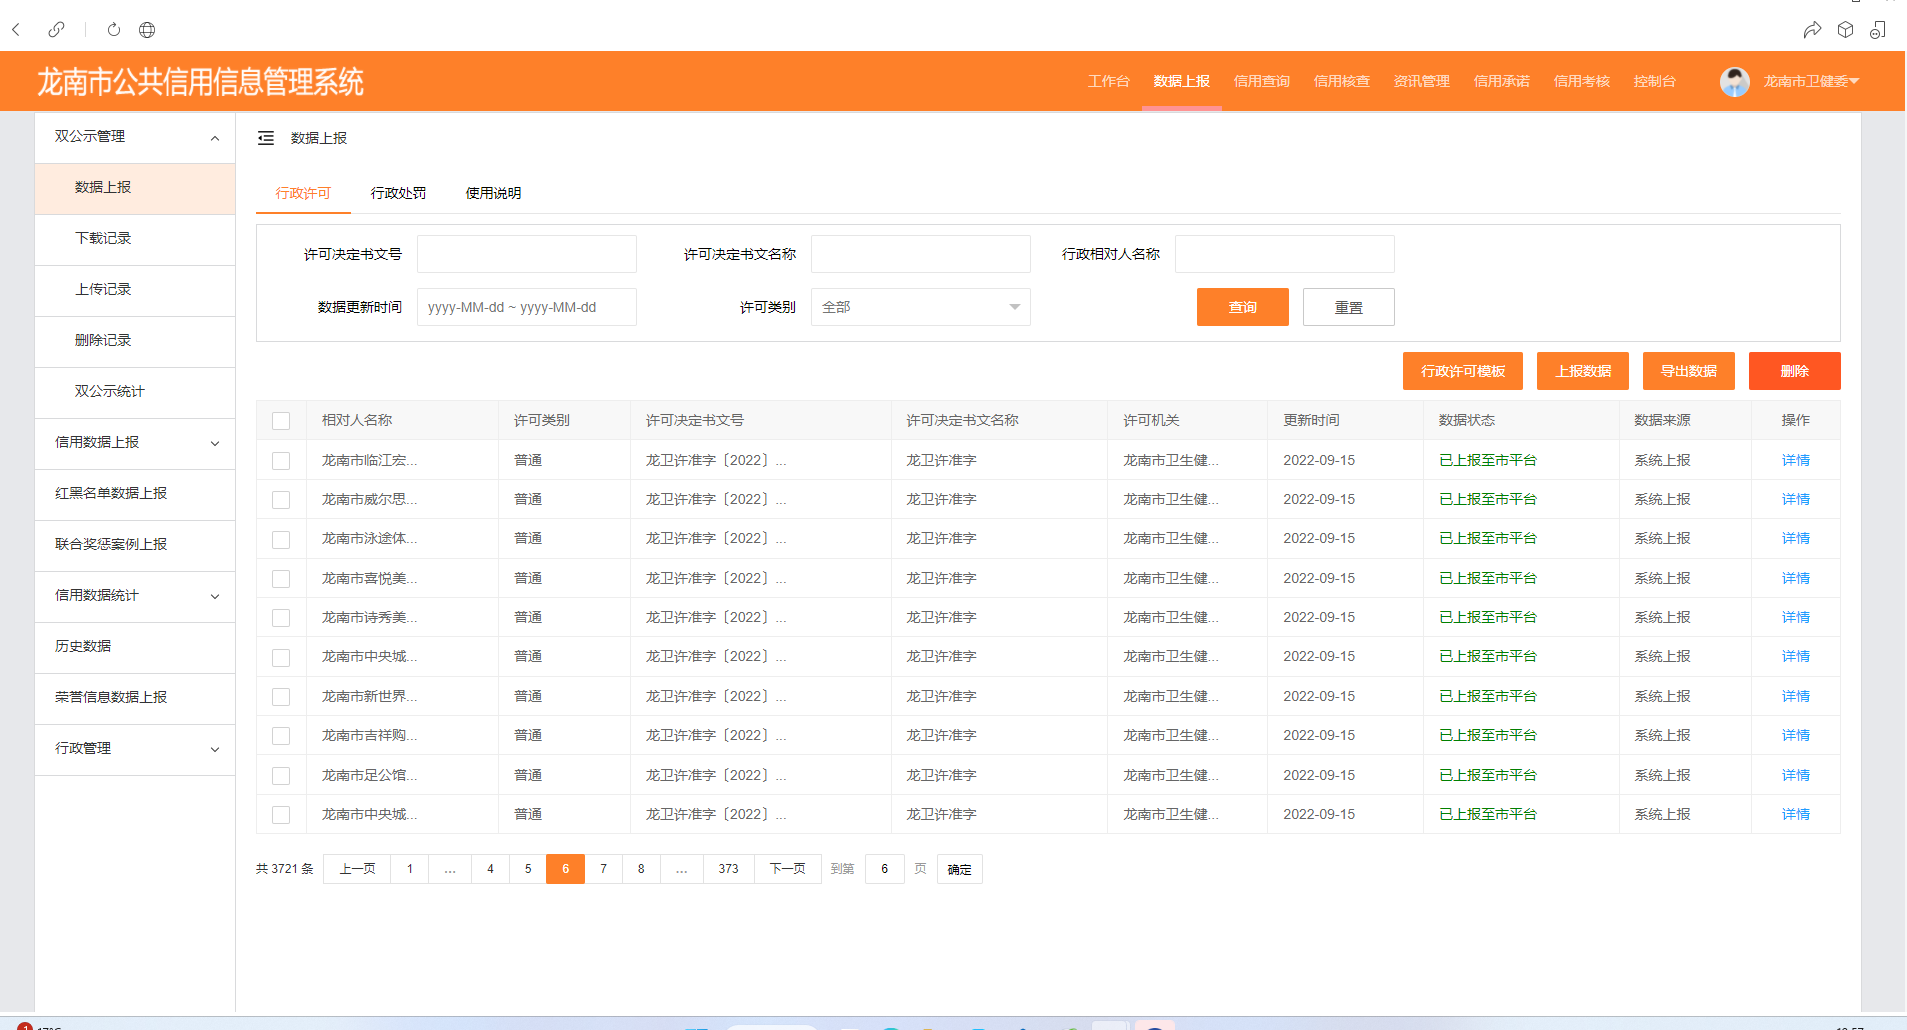 龙南市公共信用信息管理系统
工作台 数据上报 信用查询 信用核查 资讯管理 信用承诺 信用考核 控制台 龙南市卫健委
双公示管理
数据上报
下载记录
上传记录
删除记录
双公示统计
信用数据上报
红黑名单数据上报
联合奖惩案例上报
信用数据统计
历史数据
荣誉信息数据上报
行政管理
数据上报
行政许可 行政处罚 使用说明
许可决定书文号 许可决定书文名称 行政相对人名称
数据更新时间 yyyy-MM-dd ~ yyyy-MM-dd 许可类别 全部 查询 重置
行政许可模板 上报数据 导出数据 删除
相对人名称 许可类别 许可决定书文号 许可决定书文名称 许可机关 更新时间 数据状态 数据来源 操作
龙南市临江宏... 普通 龙卫许准字〔2022〕... 龙卫许准字 龙南市卫生健... 2022-09-15 已上报至市平台 系统上报 详情
龙南市威尔思... 普通 龙卫许准字〔2022〕... 龙卫许准字 龙南市卫生健... 2022-09-15 已上报至市平台 系统上报 详情
龙南市泳途体... 普通 龙卫许准字〔2022〕... 龙卫许准字 龙南市卫生健... 2022-09-15 已上报至市平台 系统上报 详情
龙南市喜悦美... 普通 龙卫许准字〔2022〕... 龙卫许准字 龙南市卫生健... 2022-09-15 已上报至市平台 系统上报 详情
龙南市诗秀美... 普通 龙卫许准字〔2022〕... 龙卫许准字 龙南市卫生健... 2022-09-15 已上报至市平台 系统上报 详情
龙南市中央城... 普通 龙卫许准字〔2022〕... 龙卫许准字 龙南市卫生健... 2022-09-15 已上报至市平台 系统上报 详情
龙南市新世界... 普通 龙卫许准字〔2022〕... 龙卫许准字 龙南市卫生健... 2022-09-15 已上报至市平台 系统上报 详情
龙南市吉祥购... 普通 龙卫许准字〔2022〕... 龙卫许准字 龙南市卫生健... 2022-09-15 已上报至市平台 系统上报 详情
龙南市足公馆... 普通 龙卫许准字〔2022〕... 龙卫许准字 龙南市卫生健... 2022-09-15 已上报至市平台 系统上报 详情
龙南市中央城... 普通 龙卫许准字〔2022〕... 龙卫许准字 龙南市卫生健... 2022-09-15 已上报至市平台 系统上报 详情
共 3721 条 上一页 1 ... 4 5 6 7 8 ... 373 下一页 到第 6 页 确定